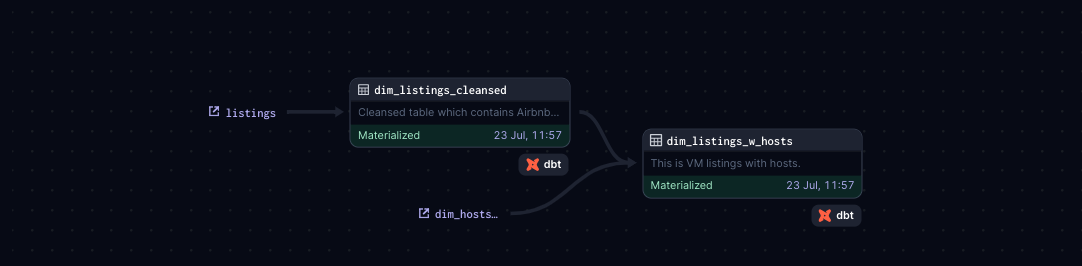 listings
dim_listings_cleansed
Cleansed table which contains Airbnb...
Materialized 23 Jul, 11:57
dbt
dim_hosts…
dim_listings_w_hosts
This is VM listings with hosts.
Materialized 23 Jul, 11:57
dbt